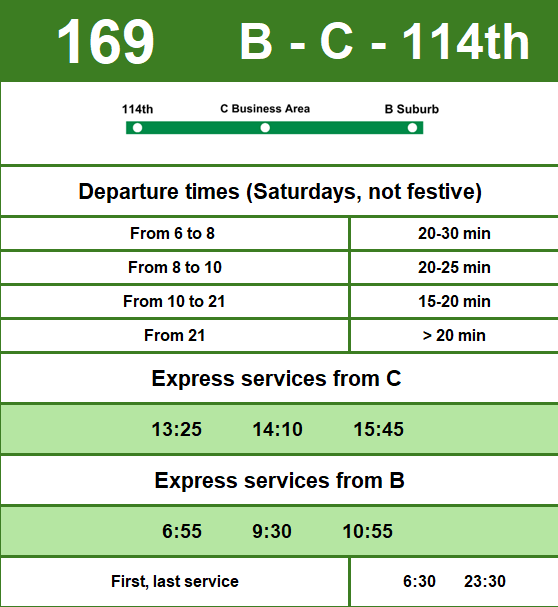 169 B - C - 114th
114th C Business Area B Suburb
Departure times (Saturdays, not festive)
From 6 to 8 20-30 min
From 8 to 10 20-25 min
From 10 to 21 15-20 min
From 21 > 20 min
Express services from C
13:25 14:10 15:45
Express services from B
6:55 9:30 10:55
First, last service 6:30 23:30